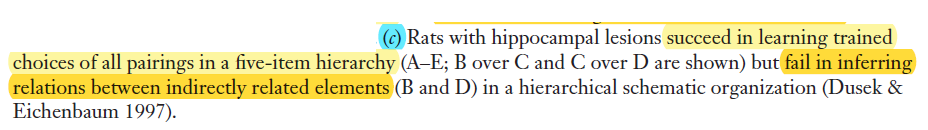 (c) Rats with hippocampal lesions succeed in learning trained
choices of all pairings in a five-item hierarchy (A–E; B over C and C over D are shown) but fail in inferring
relations between indirectly related elements (B and D) in a hierarchical schematic organization (Dusek &
Eichenbaum 1997).